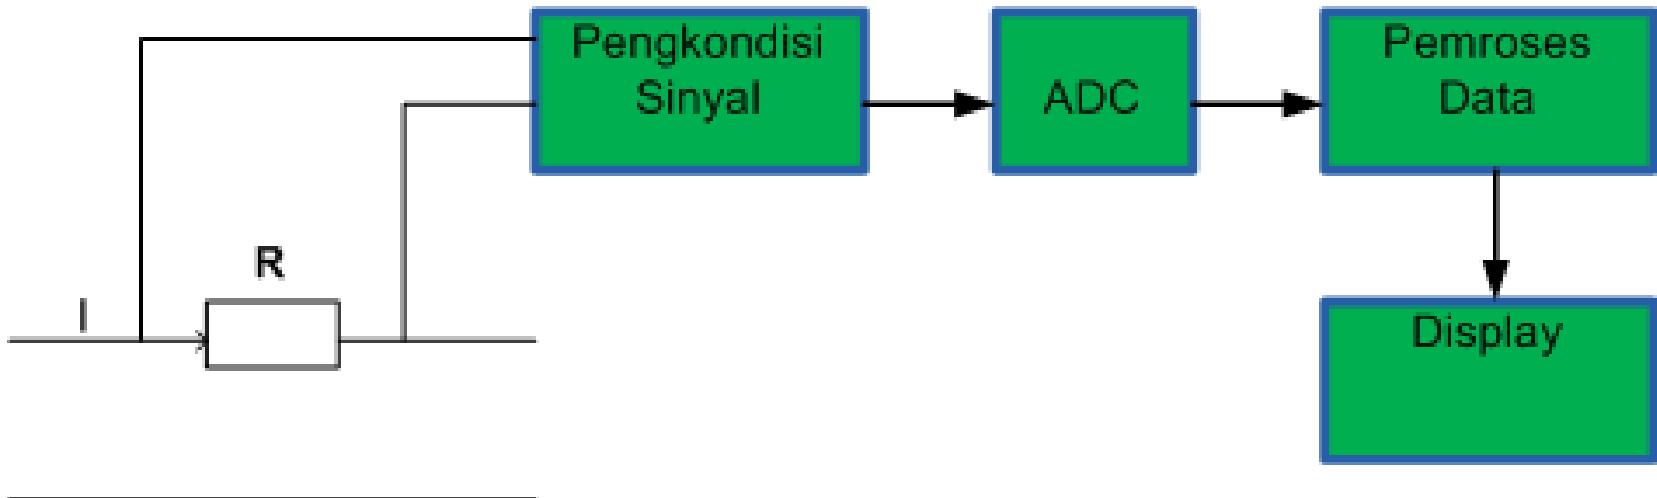 Pengkondisi
Sinyal
ADC
Pemroses
Data
R
I
Display